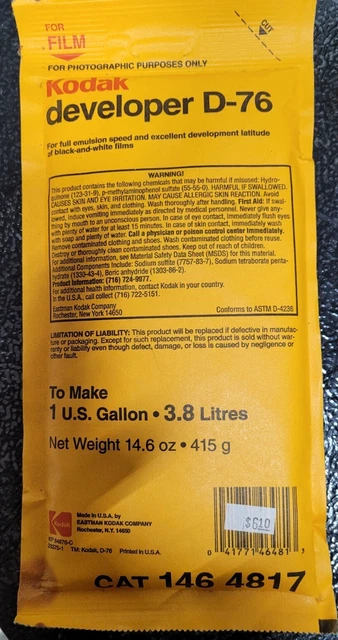 FOR
FILM
CUT
FOR PHOTOGRAPHIC PURPOSES ONLY
Kodak
developer D-76
For full emulsion speed and excellent development latitude
of black-and-white films
WARNING!
This product contains the following chemicals that may be harmful if misused: Hydro-
quinone (123-31-9), p-methylaminophenol sulfate (55-55-0). HARMFUL IF SWALLOWED.
CAUSES SKIN AND EYE IRRITATION. MAY CAUSE ALLERGIC SKIN REACTION. Avoid
contact with eyes, skin, and clothing. Wash thoroughly after handling. First Aid: If swal-
lowed, induce vomiting immediately as directed by medical personnel. Never give any-
thing by mouth to an unconscious person. In case of eye contact, immediately flush eyes
with plenty of water for at least 15 minutes. In case of skin contact, immediately wash
with soap and plenty of water. Call a physician or poison control center immediately.
Remove contaminated clothing and shoes. Wash contaminated clothing before reuse.
Destroy or thoroughly clean contaminated shoes. Keep out of reach of children.
For additional information, see Material Safety Data Sheet (MSDS) for this material.
Additional Components Include: Sodium sulfite (7757-83-7), Sodium tetraborate penta-
hydrate (1330-43-4), Boric anhydride (1303-86-2).
Product Information: (716) 724-9977.
For additional health information, contact Kodak in your country.
In the U.S.A., call collect (716) 722-5151.
Eastman Kodak Company
Rochester, New York 14650 Conforms to ASTM D-4236
LIMITATION OF LIABILITY: This product will be replaced if defective in manufac-
ture or packaging. Except for such replacement, this product is sold without war-
ranty or liability even though defect, damage, or loss is caused by negligence or
other fault.
To Make
1 U.S. Gallon • 3.8 Litres
Net Weight 14.6 oz • 415 g
Kodak
Made in U.S.A. by
EASTMAN KODAK COMPANY
Rochester, N.Y. 14650
TM: Kodak, D-76 Printed in U.S.A.
$6.10
0 41771 46481 3
CAT 146 4817